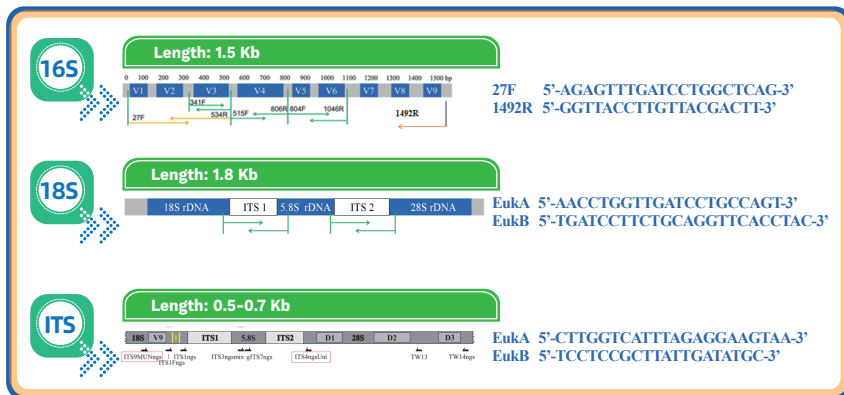 16S
Length: 1.5 Kb
0 100 200 300 400 500 600 700 800 900 1000 1100 1200 1300 1400 1500 bp
V1 V2 V3 V4 V5 V6 V7 V8 V9
341F
27F 534R 515F 806R 804F 1046R 1492R
27F 5’-AGAGTTTGATCCTGGCTCAG-3’
1492R 5’-GGTTACCTTGTTACGACTT-3’
18S
Length: 1.8 Kb
18S rDNA ITS 1 5.8S rDNA ITS 2 28S rDNA
EukA 5’-AACCTGGTTGATCCTGCCAGT-3’
EukB 5’-TGATCCTTCTGCAGGTTCACCTAC-3’
ITS
Length: 0.5-0.7 Kb
18S V9 ITS1 5.8S ITS2 D1 28S D2 D3
ITS9MUNngs ITS1ngs ITS3ngsmix gITS7ngs ITS4ngsUni TW13 TW14ngs
ITS1Fngs
EukA 5’-CTTGGTCATTTAGAGGAAGTAA-3’
EukB 5’-TCCTCCGCTTATTGATATGC-3’